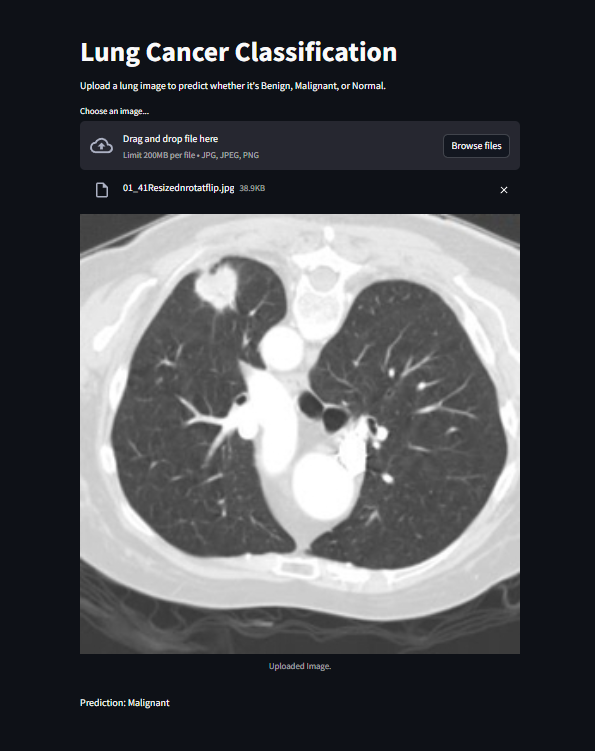 Lung Cancer Classification
Upload a lung image to predict whether it's Benign, Malignant, or Normal.
Choose an image...
Drag and drop file here
Limit 200MB per file • JPG, JPEG, PNG
Browse files
01_41Resizednrotatflip.jpg 38.9KB
Uploaded Image.
Prediction: Malignant